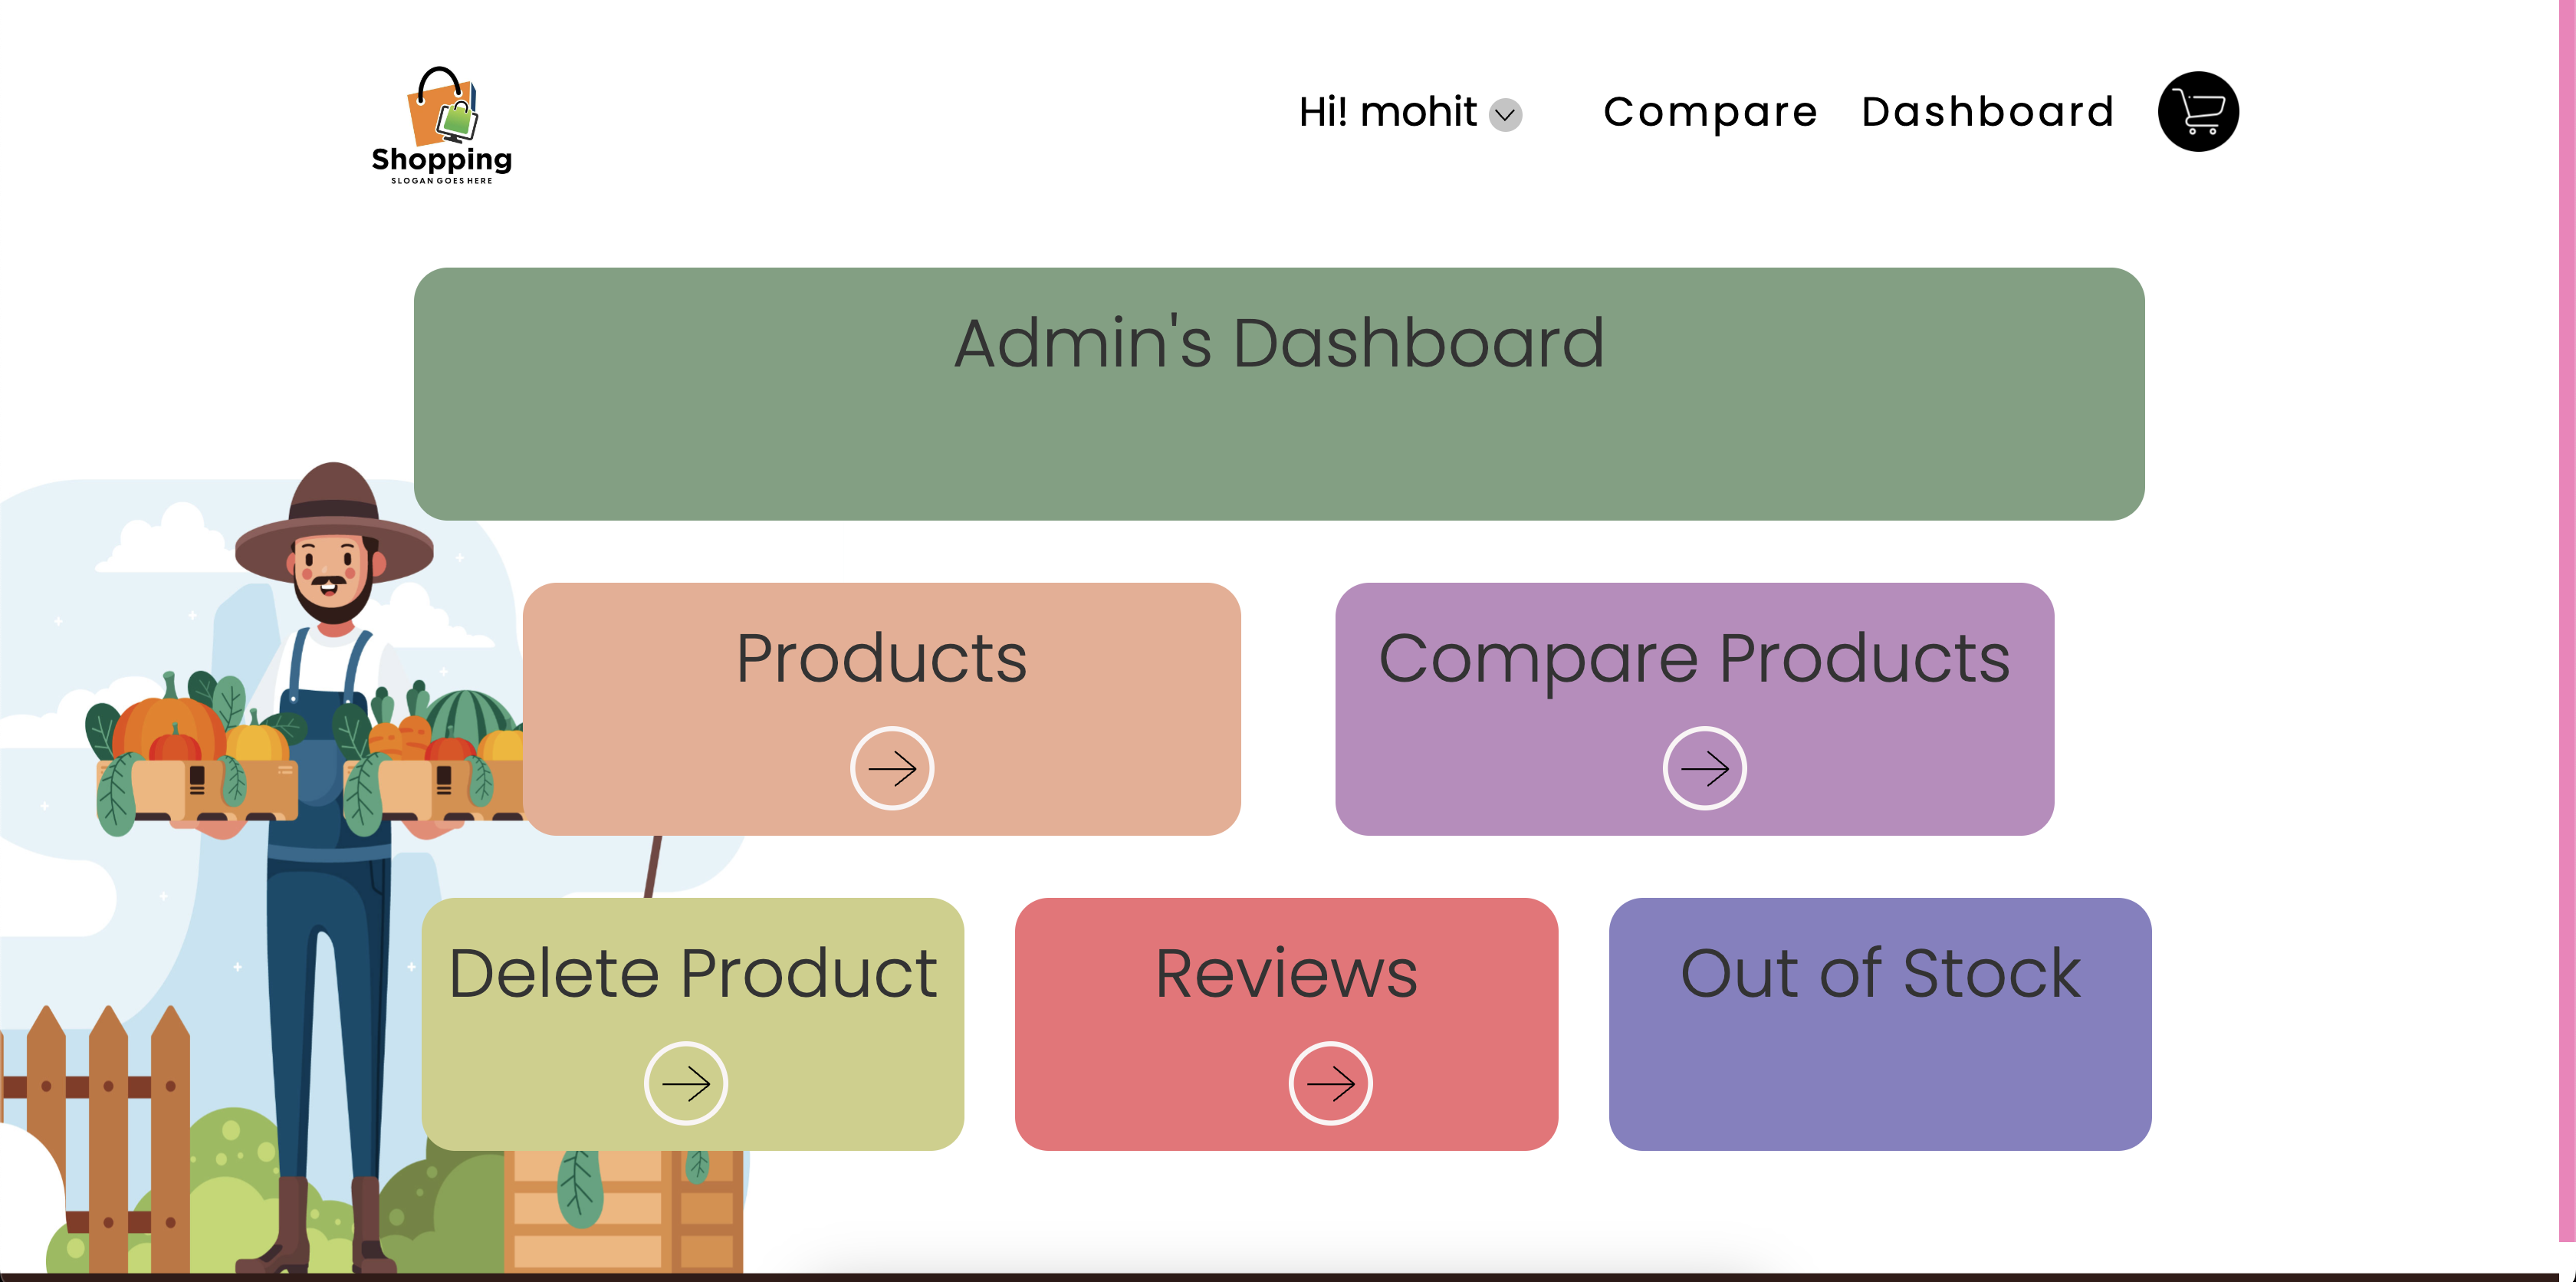 Shopping
SLOGAN GOES HERE
Hi! mohit
Compare
Dashboard
Admin's Dashboard
Products
Compare Products
Delete Product
Reviews
Out of Stock